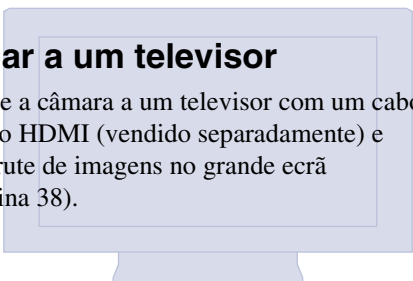 ar a um televisor
e a câmara a um televisor com um cabo
o HDMI (vendido separadamente) e
rute de imagens no grande ecrã
ina 38).